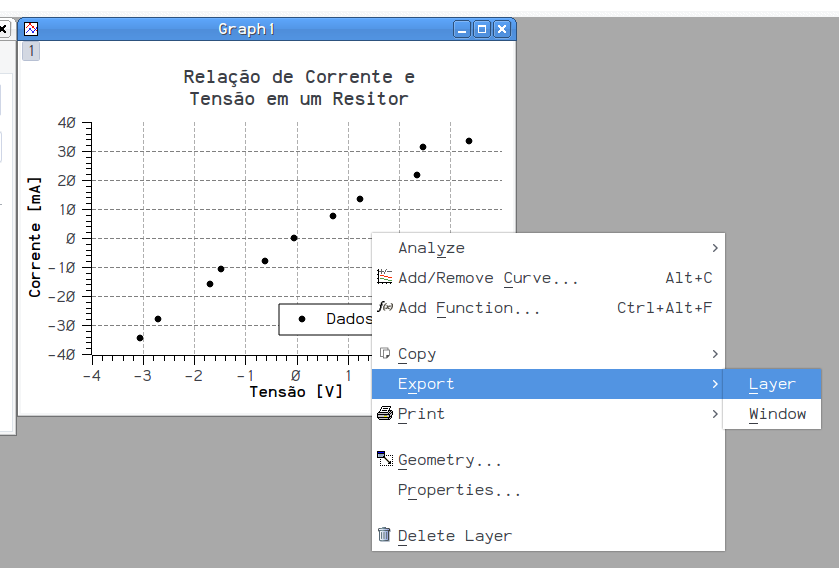 Graph1
1
Relação de Corrente e
Tensão em um Resitor
Corrente [mA]
40
30
20
10
0
-10
-20
-30
-40
-4 -3 -2 -1 0 1
Tensão [V]
Dados
Analyze
Add/Remove Curve... Alt+C
f(x) Add Function... Ctrl+Alt+F
Copy
Export
Layer
Print
Window
Geometry...
Properties...
Delete Layer